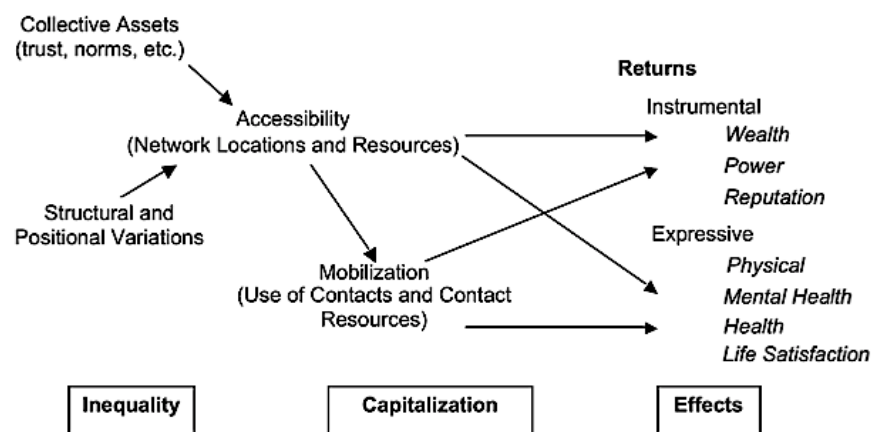 Collective Assets
(trust, norms, etc.)
Returns
Instrumental
Accessibility
(Network Locations and Resources)
Wealth
Power
Reputation
Structural and
Positional Variations
Expressive
Physical
Mobilization
(Use of Contacts and Contact
Resources)
Mental Health
Health
Life Satisfaction
Inequality
Capitalization
Effects